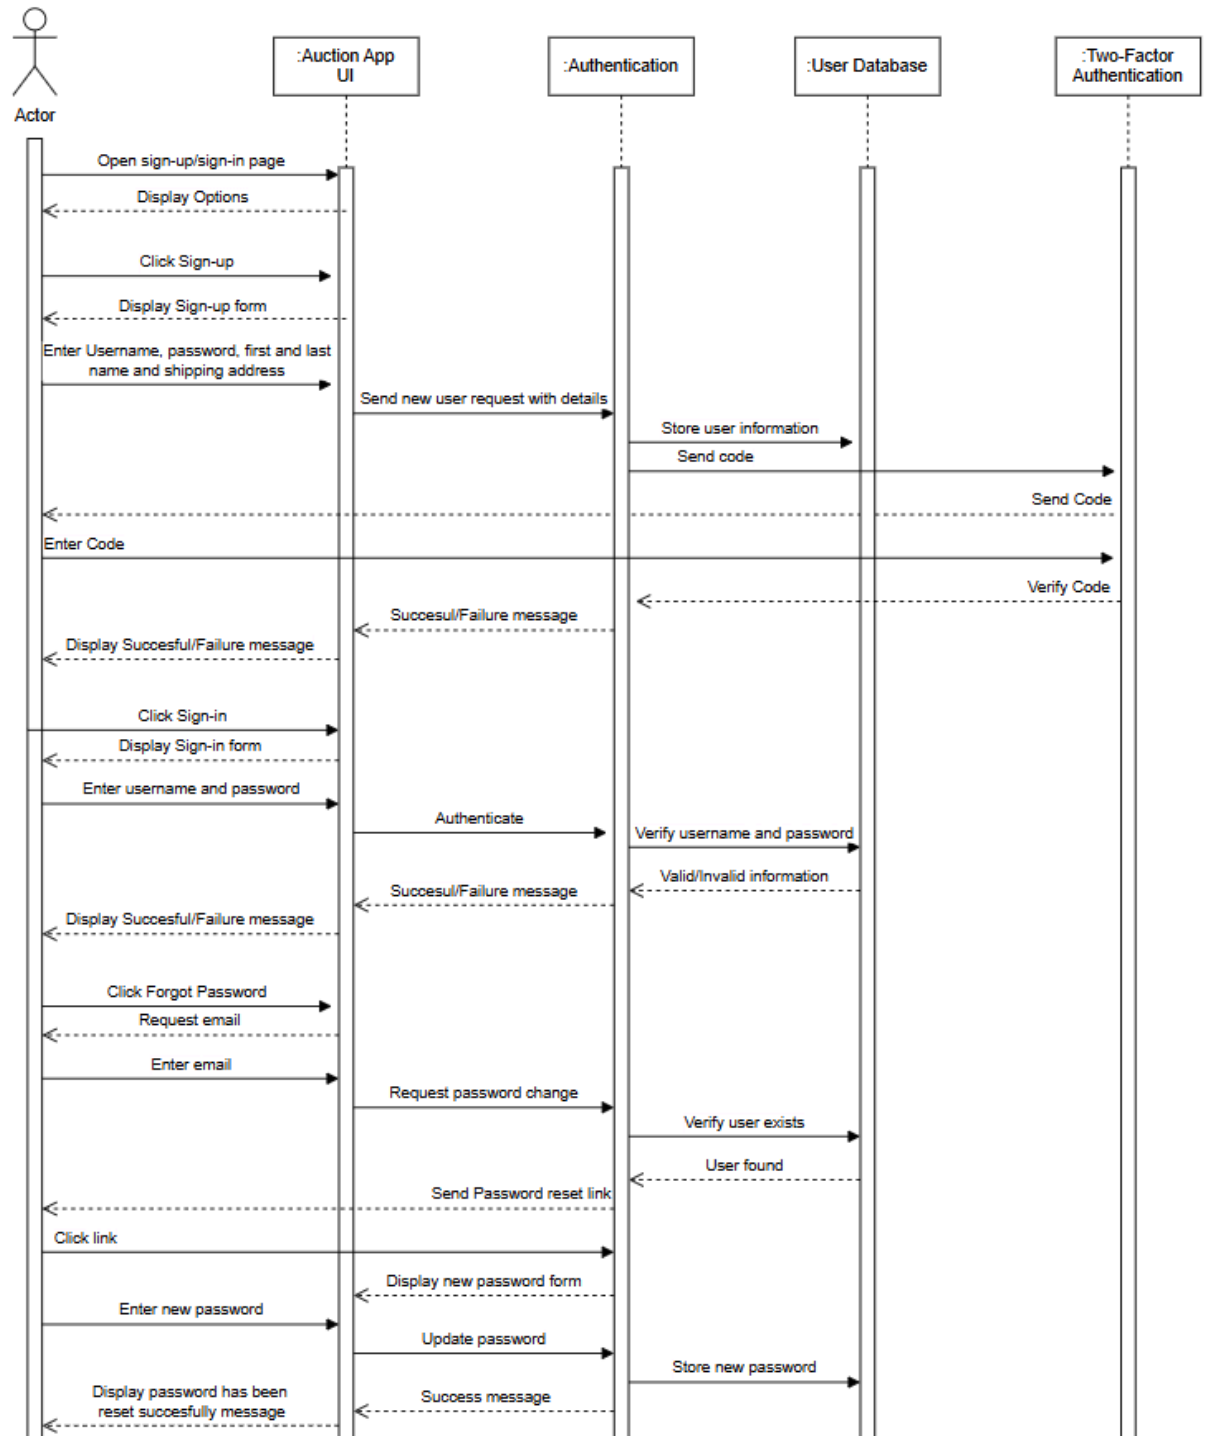 :Auction App
UI
:Authentication
:User Database
:Two-Factor
Authentication
Actor
Open sign-up/sign-in page
Display Options
Click Sign-up
Display Sign-up form
Enter Username, password, first and last
name and shipping address
Send new user request with details
Store user information
Send code
Send Code
Enter Code
Verify Code
Succesul/Failure message
Display Succesful/Failure message
Click Sign-in
Display Sign-in form
Enter username and password
Authenticate
Verify username and password
Valid/Invalid information
Succesul/Failure message
Display Succesful/Failure message
Click Forgot Password
Request email
Enter email
Request password change
Verify user exists
User found
Send Password reset link
Click link
Display new password form
Enter new password
Update password
Store new password
Display password has been
reset succesfully message
Success message